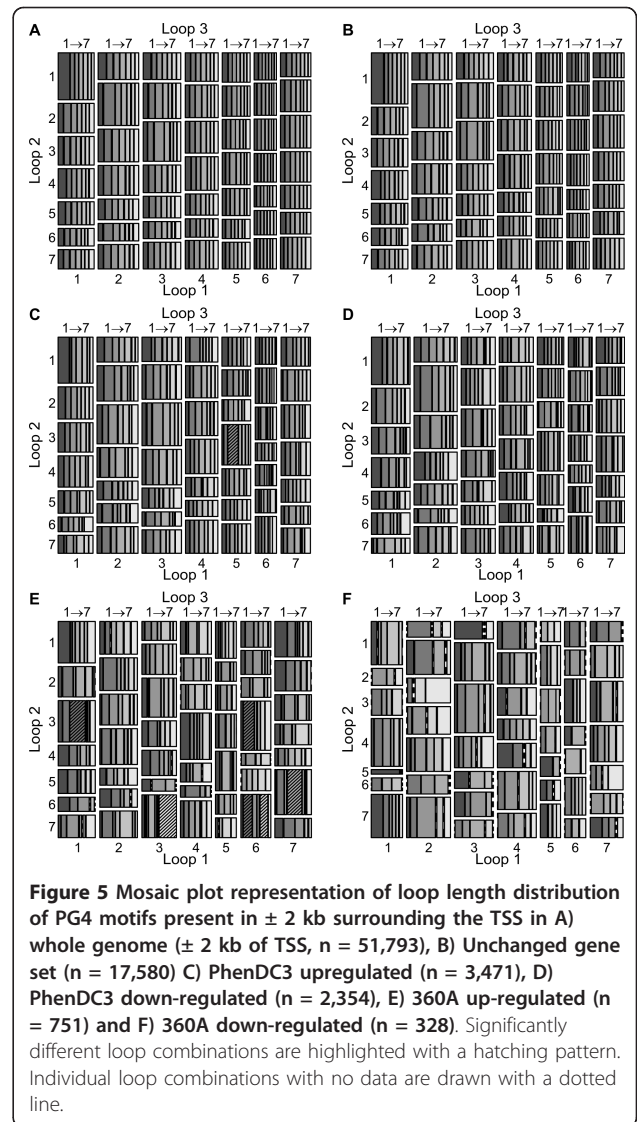 A
Loop 3
1→7
1→7 1→7 1→7 1→7 1→7 1→7
Loop 2
1
2
3
4
5
6
7
1 2 3 4 5 6 7
Loop 1
B
Loop 3
1→7 1→7 1→7 1→7 1→7 1→7 1→7
Loop 2
1
2
3
4
5
6
7
1 2 3 4 5 6 7
Loop 1
C
Loop 3
1→7 1→7 1→7 1→7 1→7 1→7 1→7
Loop 2
1
2
3
4
5
6
7
1 2 3 4 5 6 7
Loop 1
D
Loop 3
1→7 1→7 1→7 1→7 1→7 1→7 1→7
Loop 2
1
2
3
4
5
6
7
1 2 3 4 5 6 7
Loop 1
E
Loop 3
1→7 1→7 1→7 1→7 1→7 1→7 1→7
Loop 2
1
2
3
4
5
6
7
1 2 3 4 5 6 7
Loop 1
F
Loop 3
1→7 1→7 1→7 1→7 1→7 1→7 1→7
Loop 2
1
2
3
4
5
6
7
1 2 3 4 5 6 7
Loop 1
Figure 5 Mosaic plot representation of loop length distribution
of PG4 motifs present in ± 2 kb surrounding the TSS in A)
whole genome (± 2 kb of TSS, n = 51,793), B) Unchanged gene
set (n = 17,580) C) PhenDC3 upregulated (n = 3,471), D)
PhenDC3 down-regulated (n = 2,354), E) 360A up-regulated (n
= 751) and F) 360A down-regulated (n = 328). Significantly
different loop combinations are highlighted with a hatching pattern.
Individual loop combinations with no data are drawn with a dotted
line.